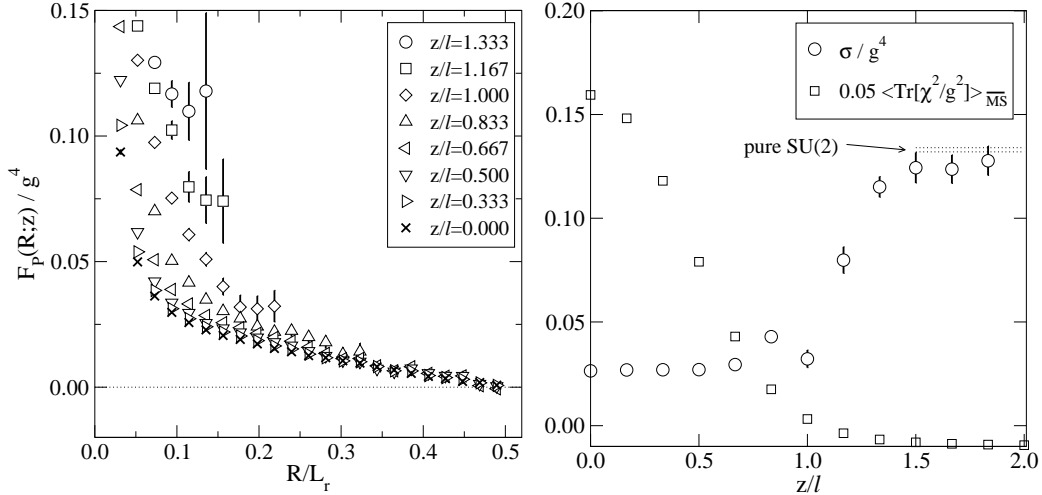 0.15
0.10
0.05
0.00
F_P(R;z) / g^4
0.0
0.1
0.2
0.3
0.4
0.5
R/L_r
z/l=1.333
z/l=1.167
z/l=1.000
z/l=0.833
z/l=0.667
z/l=0.500
z/l=0.333
z/l=0.000
0.20
0.15
0.10
0.05
0.00
0.0
0.5
1.0
1.5
2.0
z/l
σ / g^4
0.05 <Tr[χ^2/g^2]>_\overline{MS}
pure SU(2)